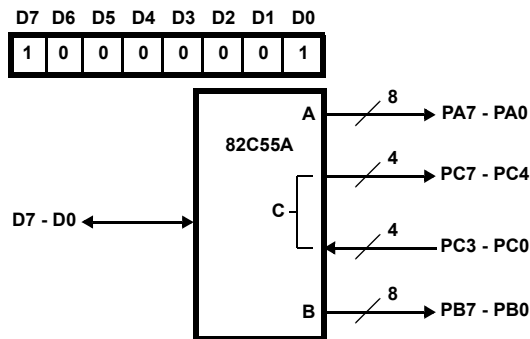 D7 D6 D5 D4 D3 D2 D1 D0
1 0 0 0 0 0 0 1
A
8
PA7 - PA0
82C55A
4
PC7 - PC4
C
D7 - D0
4
PC3 - PC0
B
8
PB7 - PB0